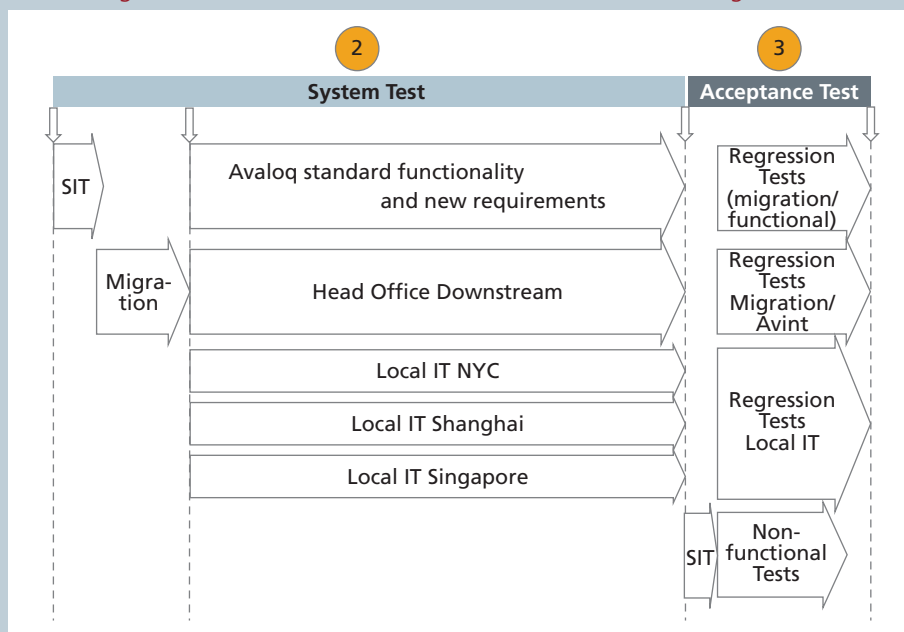 2
3
System Test
Acceptance Test
SIT
Avaloq standard functionality
and new requirements
Regression
Tests
(migration/
functional)
Migra-
tion
Head Office Downstream
Regression
Tests
Migration/
Avint
Local IT NYC
Local IT Shanghai
Local IT Singapore
Regression
Tests
Local IT
SIT
Non-
functional
Tests